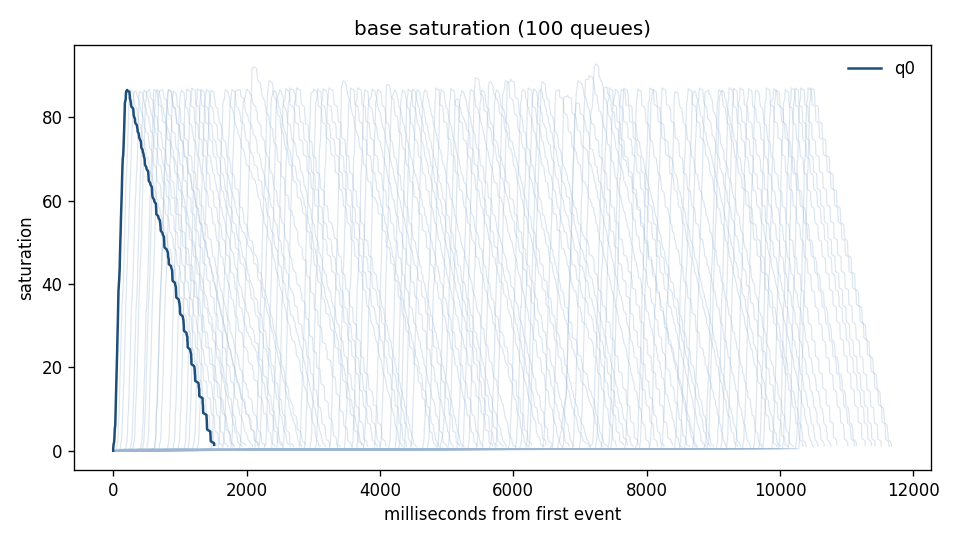 base saturation (100 queues)
q0
80
60
40
20
0
saturation
0 2000 4000 6000 8000 10000 12000
milliseconds from first event